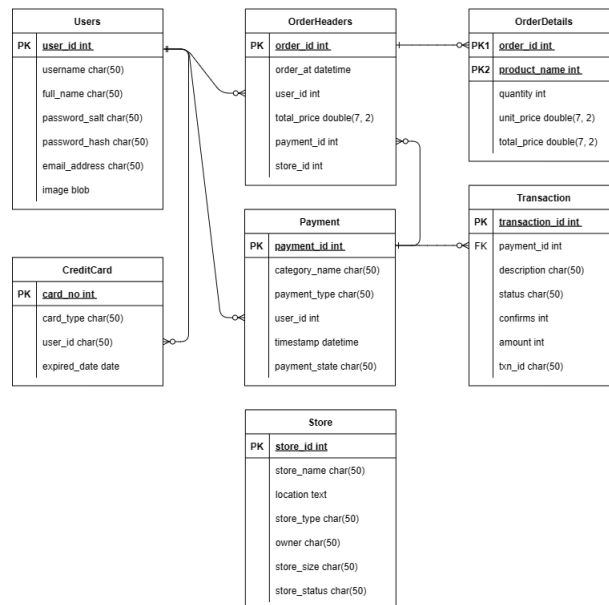 Users
PK user_id int
username char(50)
full_name char(50)
password_salt char(50)
password_hash char(50)
email_address char(50)
image blob
OrderHeaders
PK order_id int
order_at datetime
user_id int
total_price double(7, 2)
payment_id int
store_id int
OrderDetails
PK1 order_id int
PK2 product_name int
quantity int
unit_price double(7, 2)
total_price double(7, 2)
CreditCard
PK card_no int
card_type char(50)
user_id char(50)
expired_date date
Payment
PK payment_id int
category_name char(50)
payment_type char(50)
user_id int
timestamp datetime
payment_state char(50)
Transaction
PK transaction_id int
FK payment_id int
description char(50)
status char(50)
confirms int
amount int
txn_id char(50)
Store
PK store_id int
store_name char(50)
location text
store_type char(50)
owner char(50)
store_size char(50)
store_status char(50)